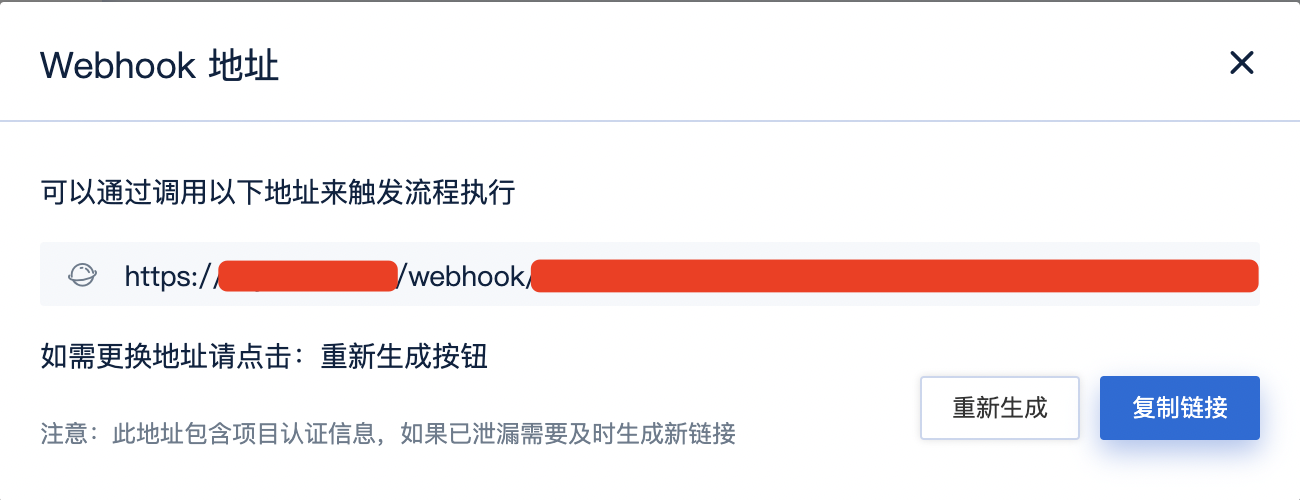 Webhook 地址
可以通过调用以下地址来触发流程执行
https:// /webhook/
如需更换地址请点击：重新生成按钮
重新生成
复制链接
注意：此地址包含项目认证信息，如果已泄漏需要及时生成新链接